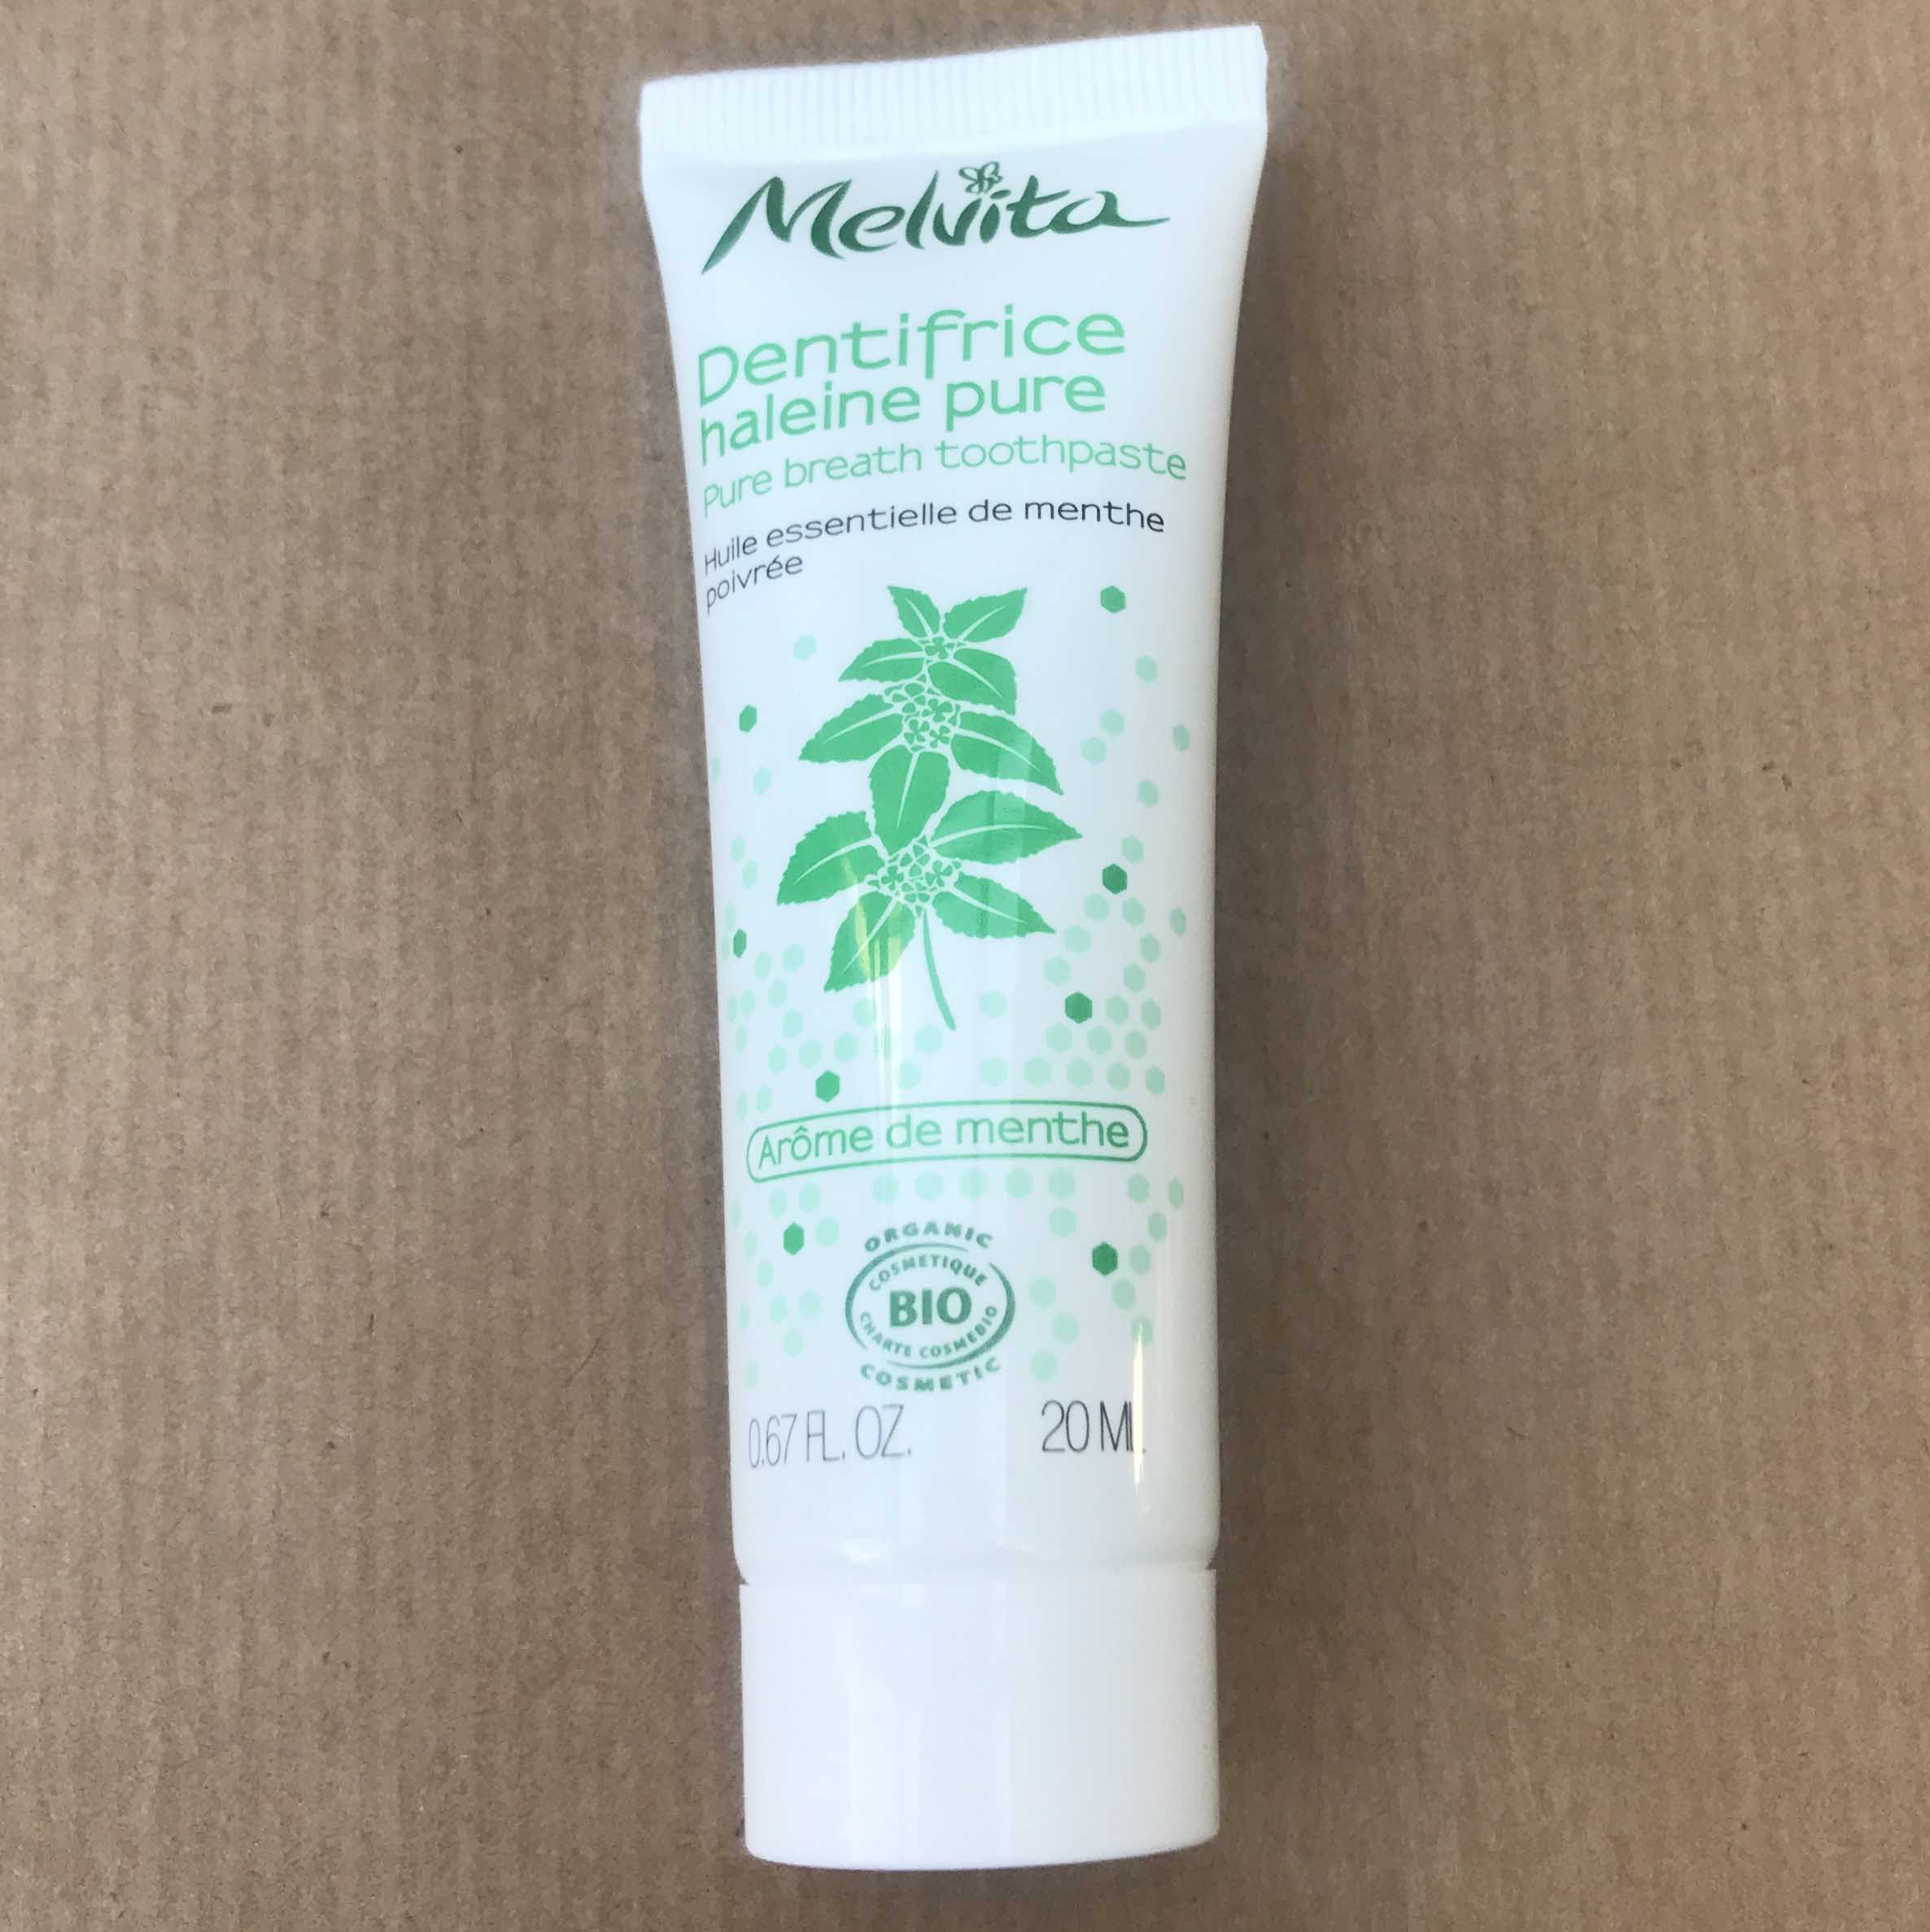 Melvita
Dentifrice
haleine pure
Pure breath toothpaste
Huile essentielle de menthe
poivrée
Arôme de menthe
ORGANIC
COSMETIQUE
BIO
CHARTE COSMEBIO
COSMETIC
0.67 FL. OZ. 20 ML